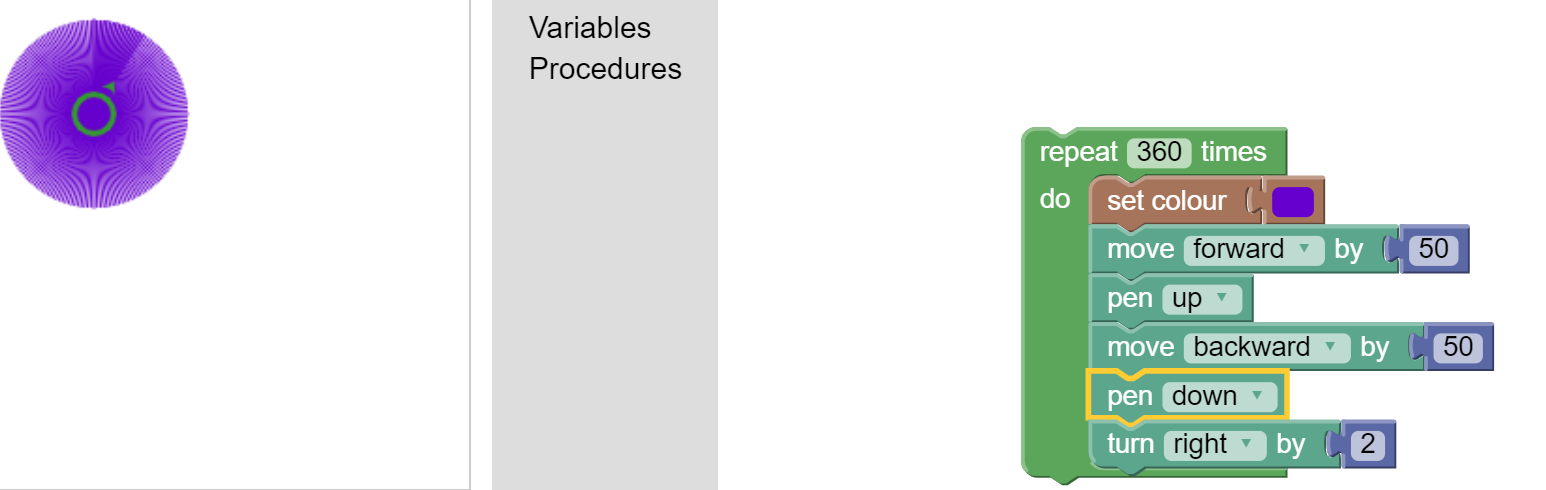 Variables
Procedures
repeat 360 times
do set colour
move forward by 50
pen up
move backward by 50
pen down
turn right by 2